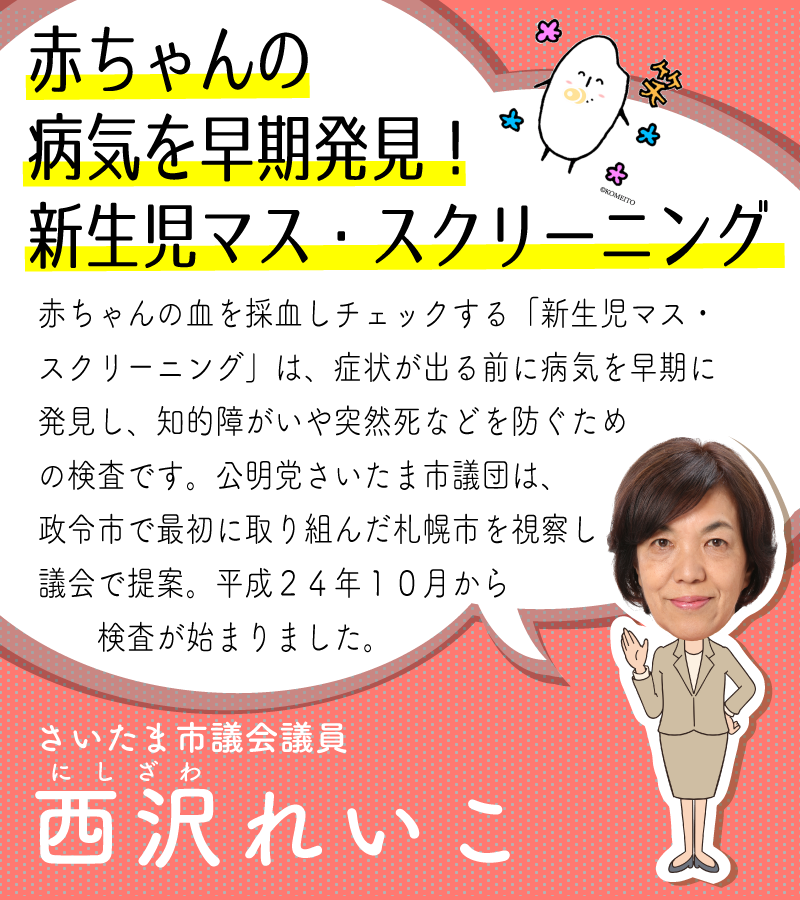 赤ちゃんの
病気を早期発見！
新生児マス・スクリーニング
©KOMEITO
赤ちゃんの血を採血しチェックする「新生児マス・
スクリーニング」は、症状が出る前に病気を早期に
発見し、知的障がいや突然死などを防ぐため
の検査です。公明党さいたま市議団は、
政令市で最初に取り組んだ札幌市を視察し
議会で提案。平成２４年１０月から
検査が始まりました。
さいたま市議会議員
にしざわ
西沢れいこ